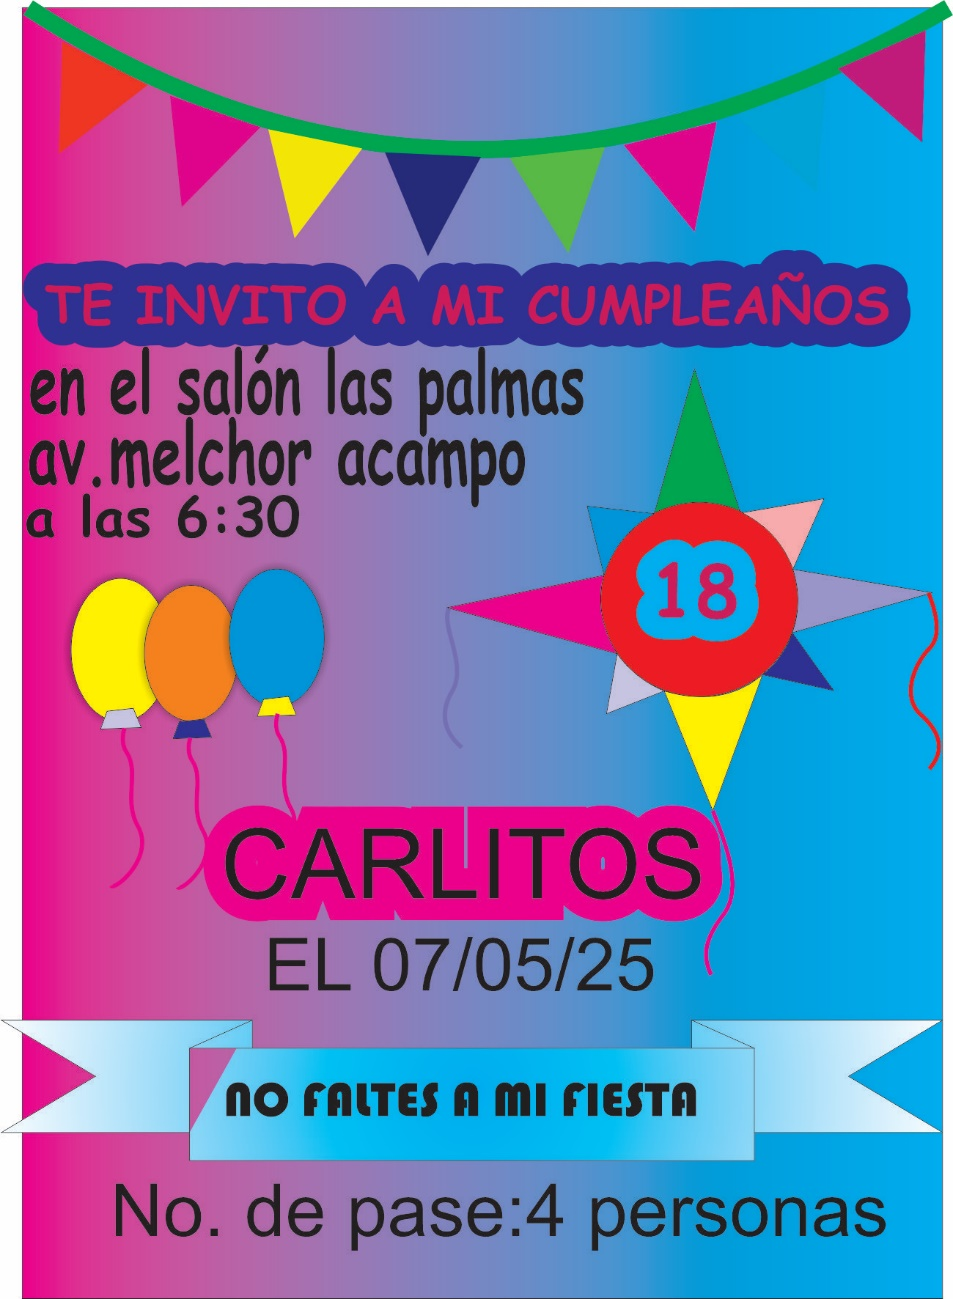 TE INVITO A MI CUMPLEAÑOS
en el salón las palmas
av.melchor acampo
a las 6:30
18
CARLITOS
EL 07/05/25
NO FALTES A MI FIESTA
No. de pase:4 personas